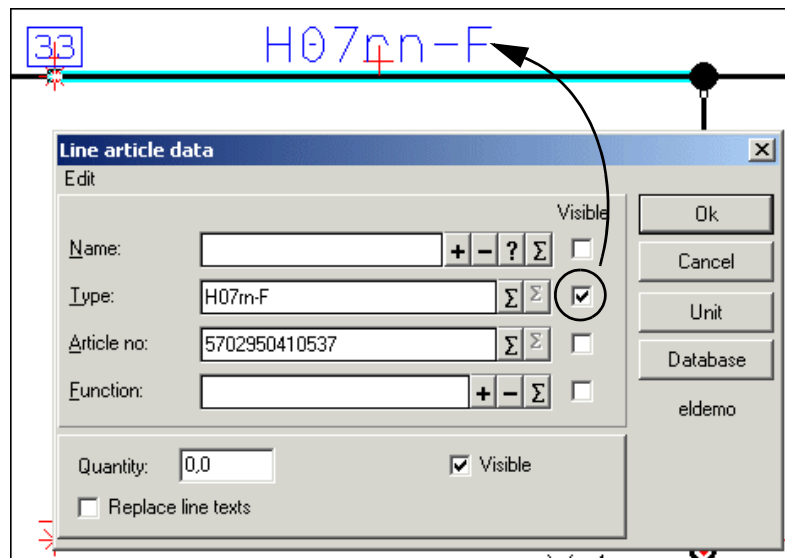 33 H07rn-F
Line article data
Edit
Visible
Name: + - ? Σ
Type: H07rn-F Σ Σ
Article no: 5702950410537 Σ Σ
Function: + - Σ
Ok
Cancel
Unit
Database
eldemo
Quantity: 0,0 Visible
Replace line texts